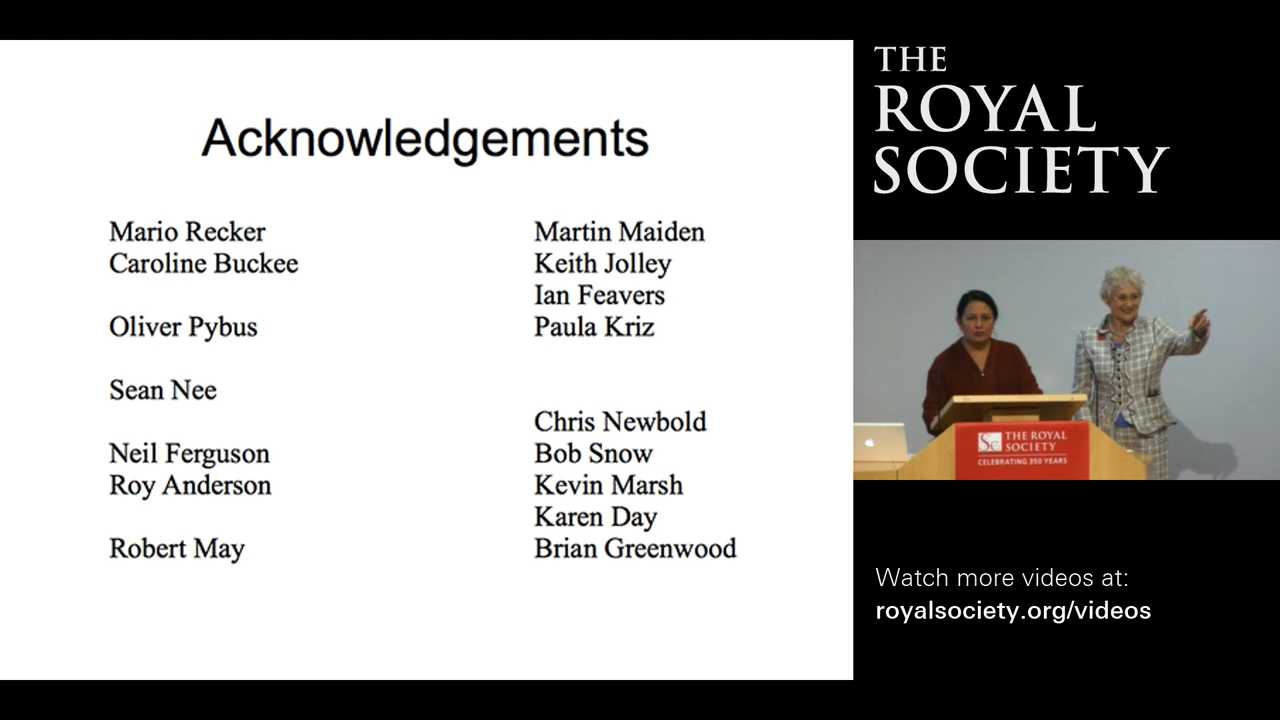 Acknowledgements
Mario Recker
Caroline Buckee
Oliver Pybus
Sean Nee
Neil Ferguson
Roy Anderson
Robert May
Martin Maiden
Keith Jolley
Ian Feavers
Paula Kriz
Chris Newbold
Bob Snow
Kevin Marsh
Karen Day
Brian Greenwood
THE
ROYAL
SOCIETY
THE ROYAL
SOCIETY
CELEBRATING 350 YEARS
Watch more videos at:
royalsociety.org/videos